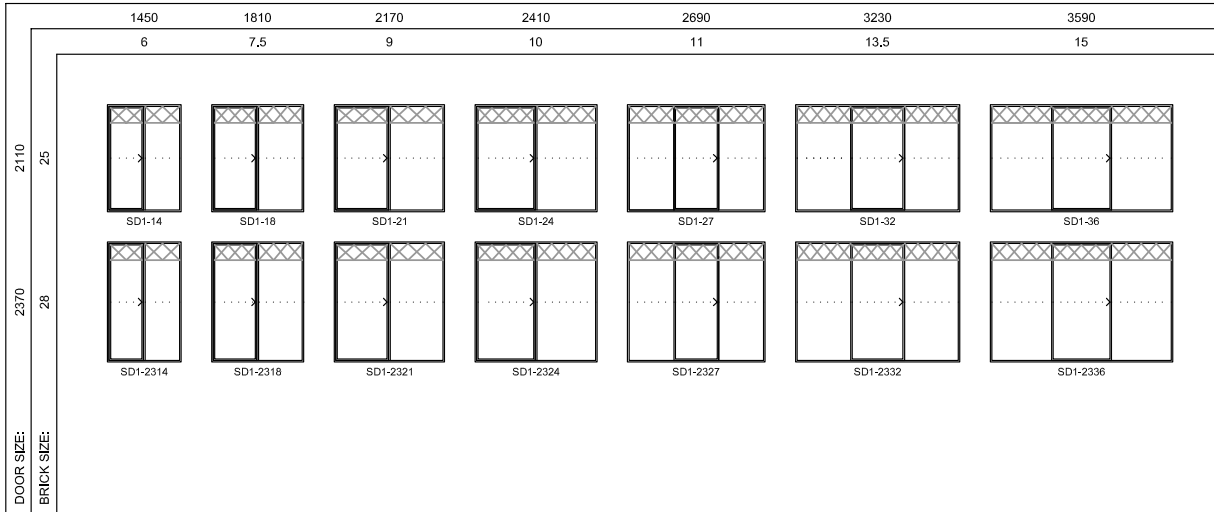 1450 1810 2170 2410 2690 3230 3590
6 7.5 9 10 11 13.5 15
2110
25
SD1-14 SD1-18 SD1-21 SD1-24 SD1-27 SD1-32 SD1-36
2370
28
SD1-2314 SD1-2318 SD1-2321 SD1-2324 SD1-2327 SD1-2332 SD1-2336
DOOR SIZE:
BRICK SIZE: